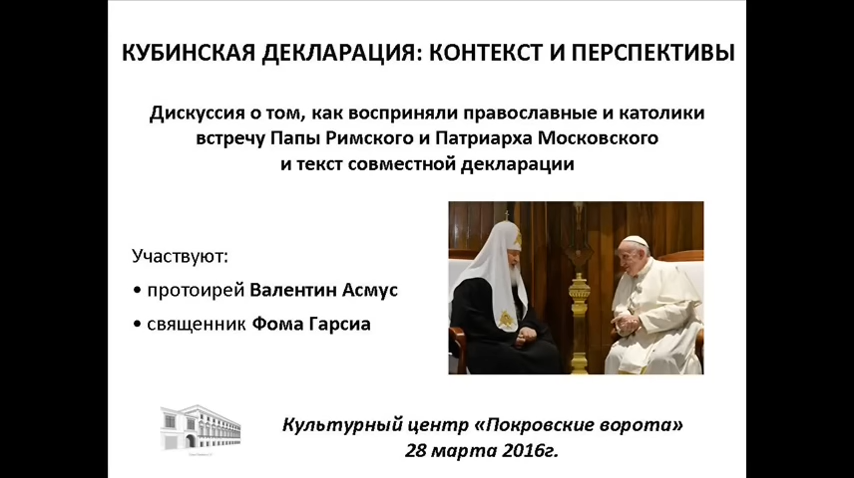 КУБИНСКАЯ ДЕКЛАРАЦИЯ: КОНТЕКСТ И ПЕРСПЕКТИВЫ
Дискуссия о том, как восприняли православные и католики
встречу Папы Римского и Патриарха Московского
и текст совместной декларации
Участвуют:
• протоирей Валентин Асмус
• священник Фома Гарсиа
Культурный центр «Покровские ворота»
28 марта 2016г.